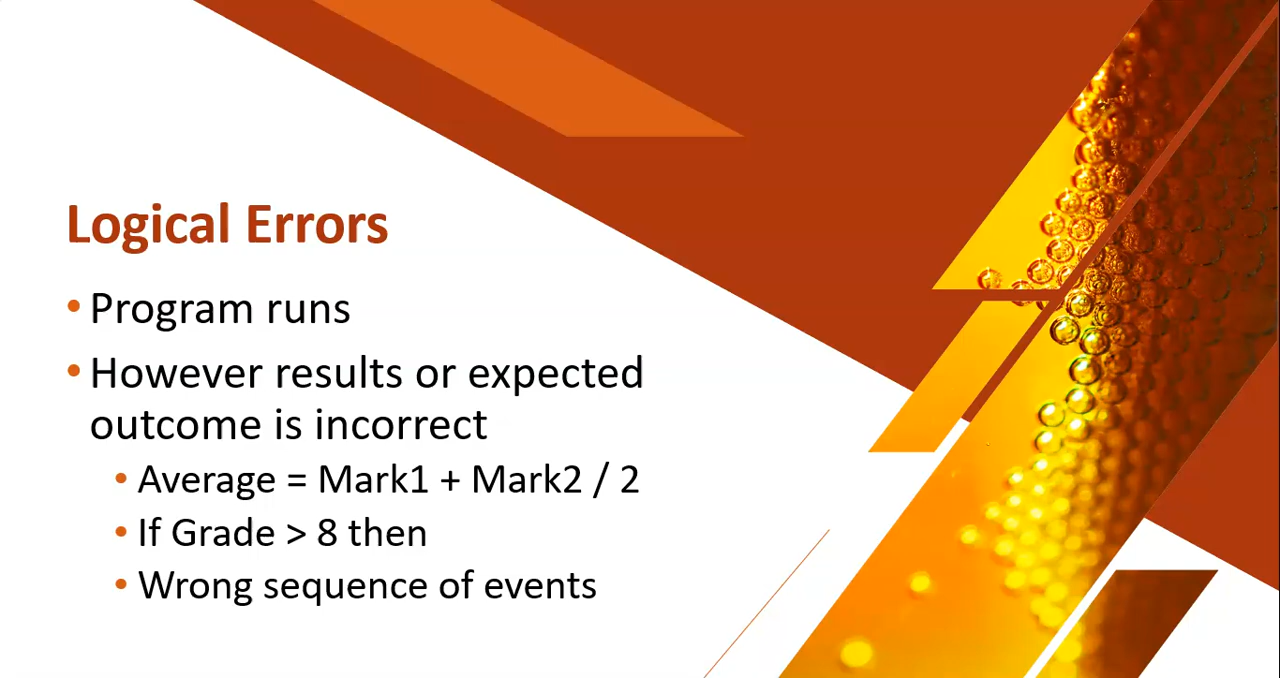 Logical Errors
• Program runs
• However results or expected
outcome is incorrect
• Average = Mark1 + Mark2 / 2
• If Grade > 8 then
• Wrong sequence of events